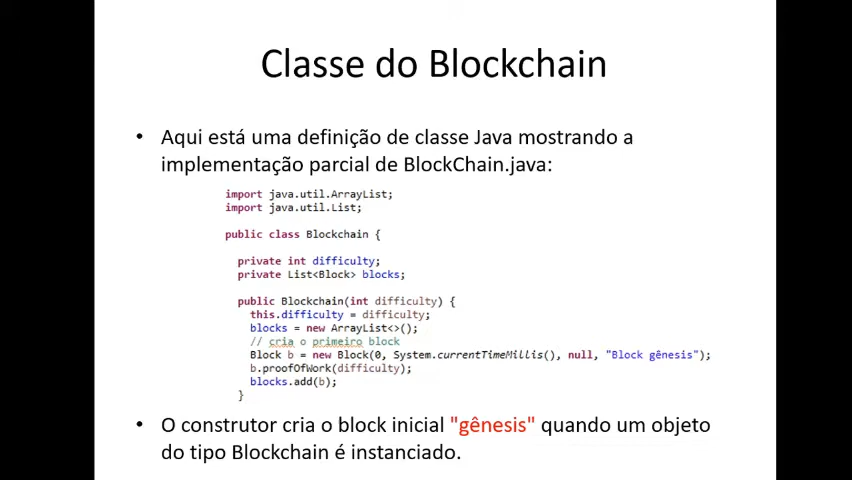 Classe do Blockchain
• Aqui está uma definição de classe Java mostrando a
implementação parcial de BlockChain.java:
import java.util.ArrayList;
import java.util.List;
public class Blockchain {
private int difficulty;
private List<Block> blocks;
public Blockchain(int difficulty) {
this.difficulty = difficulty;
blocks = new ArrayList<>();
// cria o primeiro block
Block b = new Block(0, System.currentTimeMillis(), null, "Block gênesis");
b.proofOfWork(difficulty);
blocks.add(b);
}
• O construtor cria o block inicial "gênesis" quando um objeto
do tipo Blockchain é instanciado.